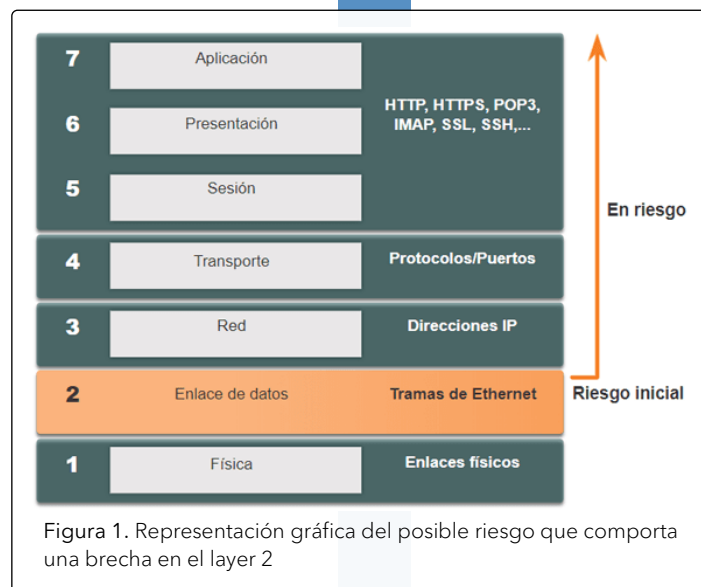 7 Aplicación
HTTP, HTTPS, POP3,
IMAP, SSL, SSH,...
6 Presentación
5 Sesión
En riesgo
4 Transporte Protocolos/Puertos
3 Red Direcciones IP
2 Enlace de datos Tramas de Ethernet Riesgo inicial
1 Física Enlaces físicos
Figura 1. Representación gráfica del posible riesgo que comporta
una brecha en el layer 2